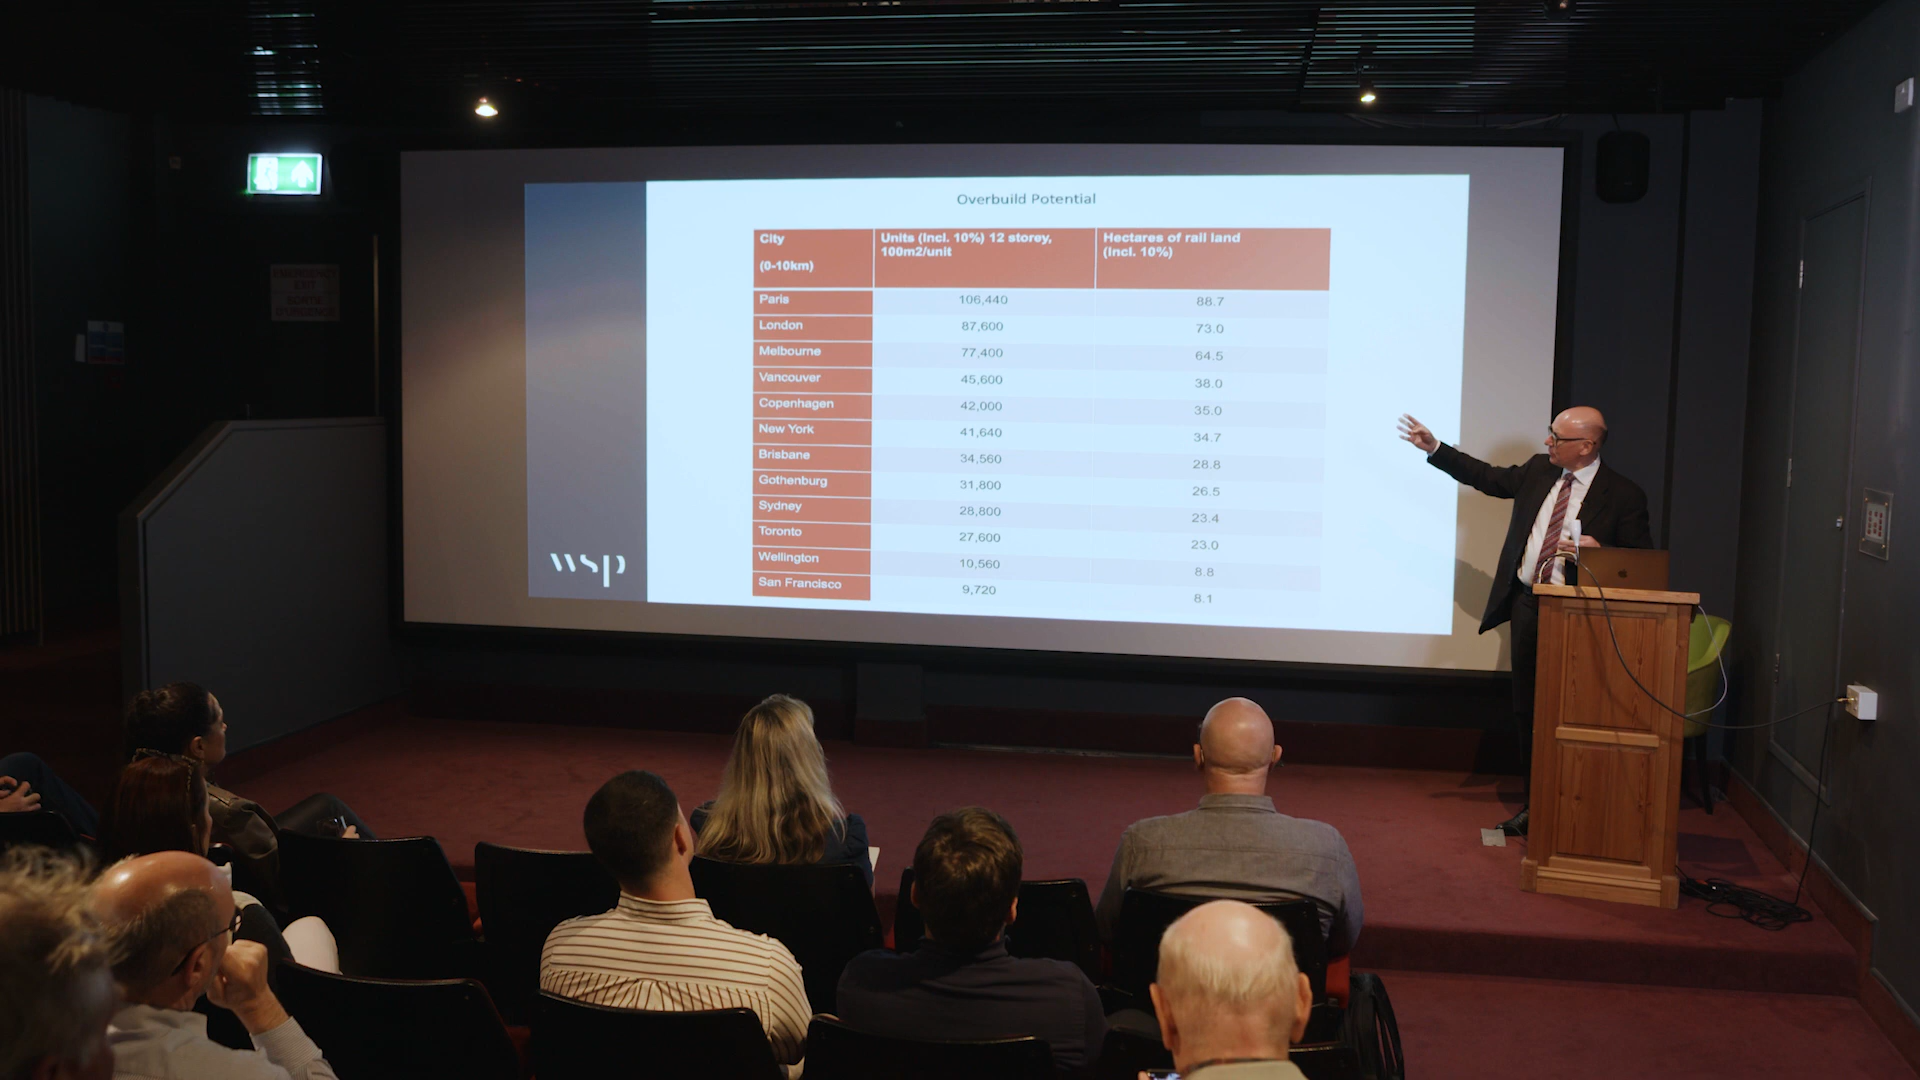 Overbuild Potential
City
(0-10km)
Units (Incl. 10%) 12 storey,
100m2/unit
Hectares of rail land
(Incl. 10%)
Paris 106,440 88.7
London 87,600 73.0
Melbourne 77,400 64.5
Vancouver 45,600 38.0
Copenhagen 42,000 35.0
New York 41,640 34.7
Brisbane 34,560 28.8
Gothenburg 31,800 26.5
Sydney 28,800 23.4
Toronto 27,600 23.0
Wellington 10,560 8.8
San Francisco 9,720 8.1
wsp
EMERGENCY
EXIT
SORTIE
D'URGENCE